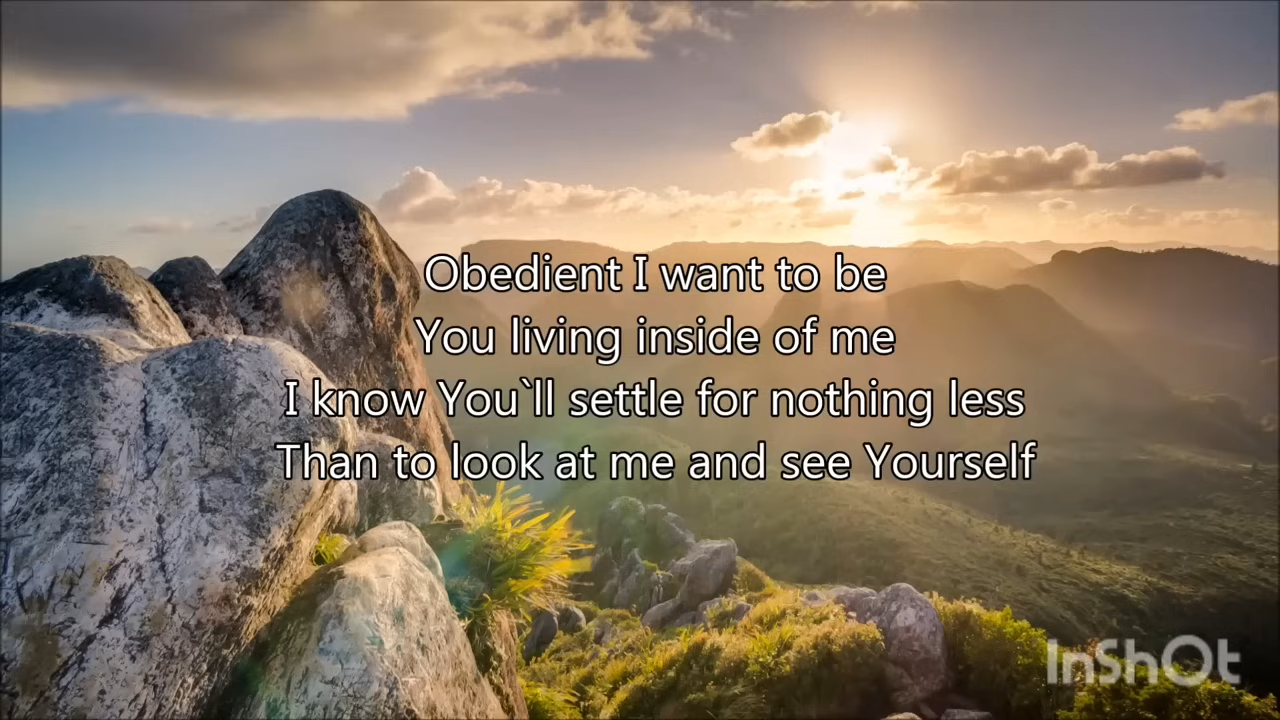 Obedient I want to be
You living inside of me
I know You`ll settle for nothing less
Than to look at me and see Yourself
InShOt